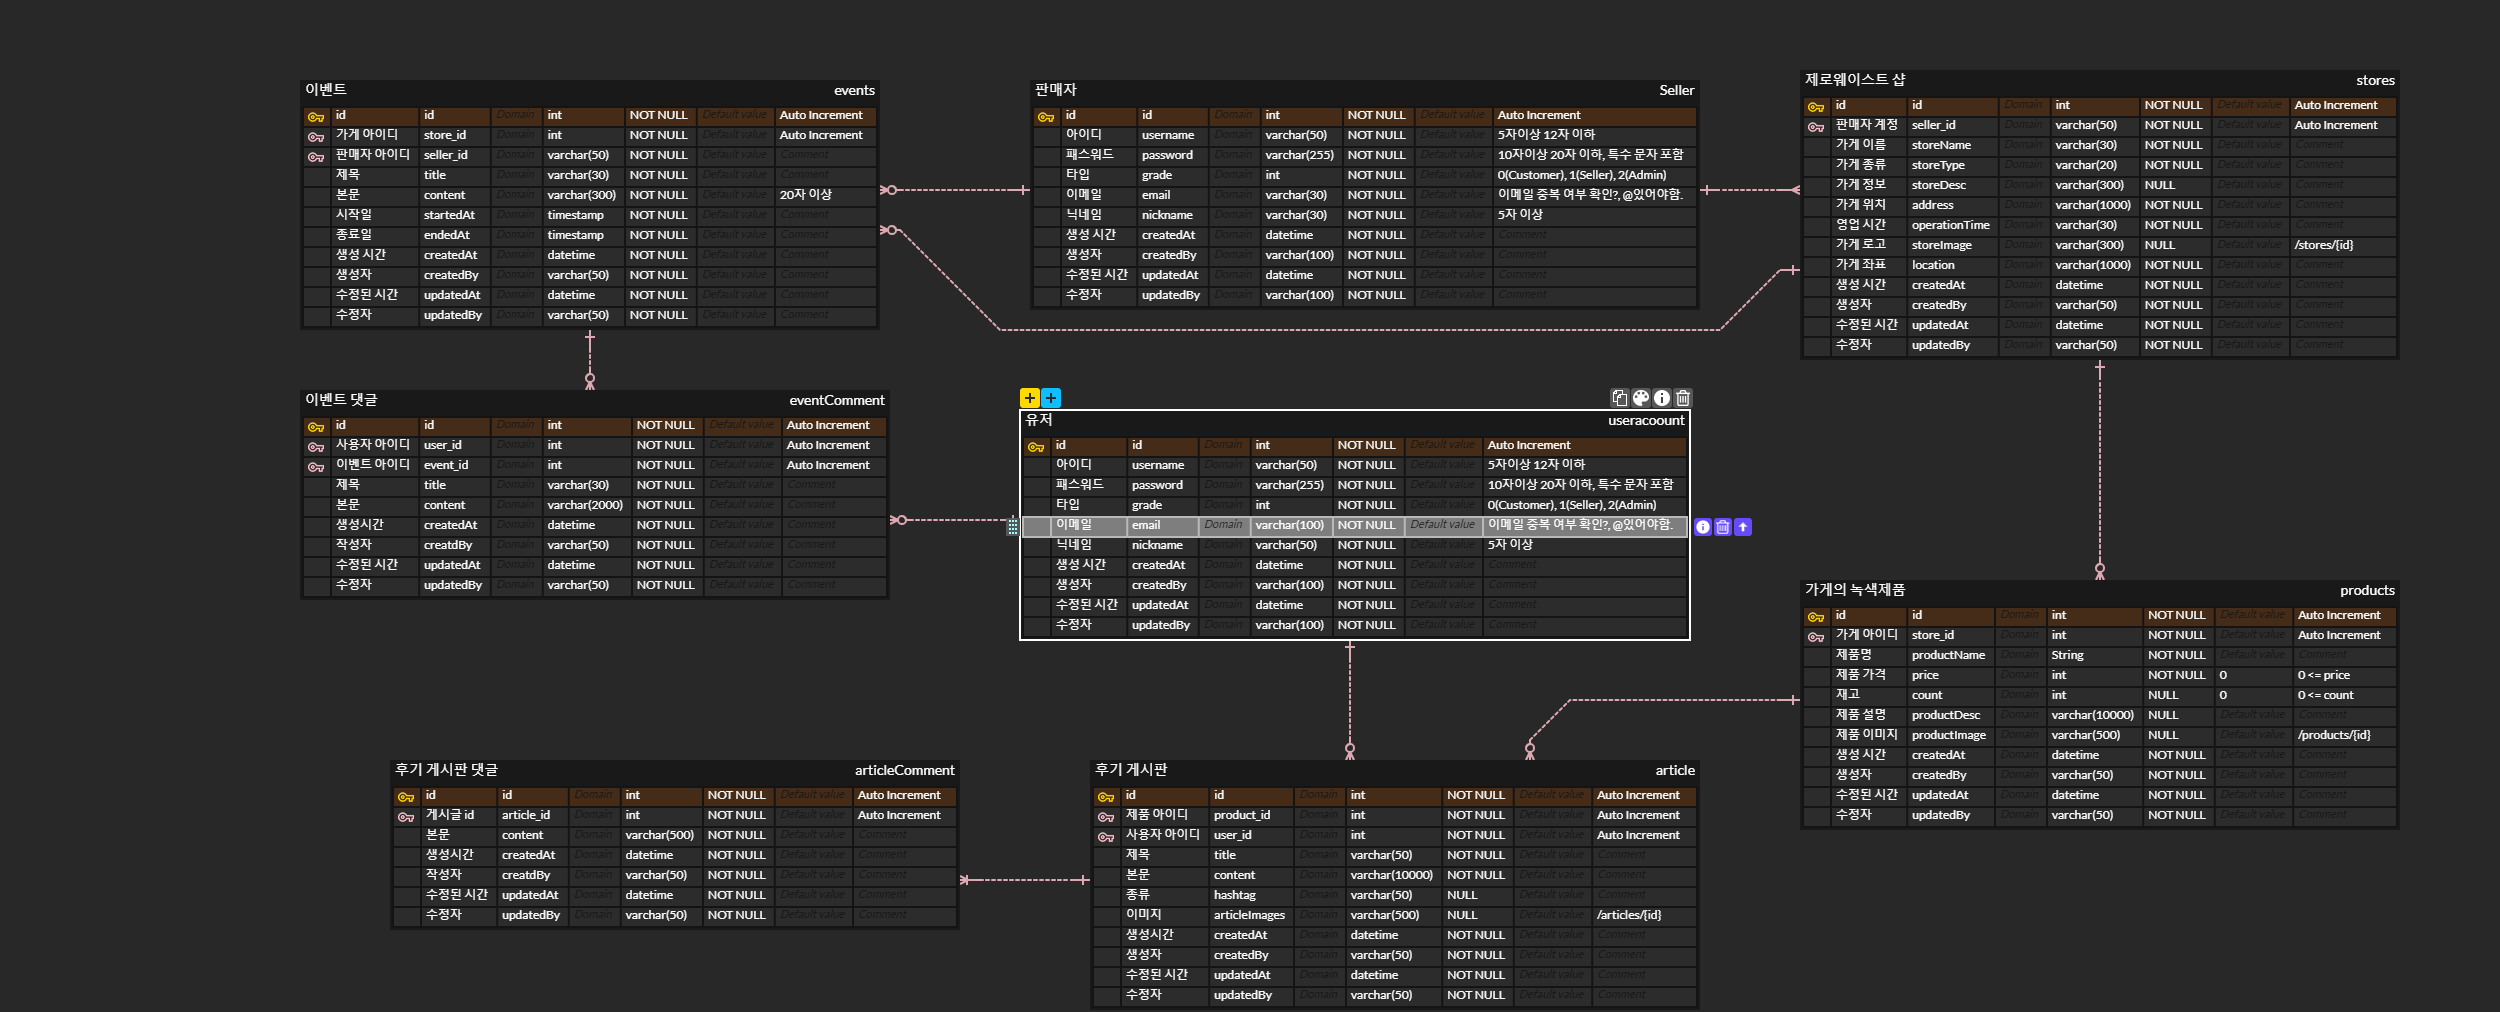 이벤트 events
id id Domain int NOT NULL Default value Auto Increment
가게 아이디 store_id Domain int NOT NULL Default value Auto Increment
판매자 아이디 seller_id Domain varchar(50) NOT NULL Default value Comment
제목 title Domain varchar(30) NOT NULL Default value Comment
본문 content Domain varchar(300) NOT NULL Default value 20자 이상
시작일 startedAt Domain timestamp NOT NULL Default value Comment
종료일 endedAt Domain timestamp NOT NULL Default value Comment
생성 시간 createdAt Domain datetime NOT NULL Default value Comment
생성자 createdBy Domain varchar(50) NOT NULL Default value Comment
수정된 시간 updatedAt Domain datetime NOT NULL Default value Comment
수정자 updatedBy Domain varchar(50) NOT NULL Default value Comment
판매자 Seller
id id Domain int NOT NULL Default value Auto Increment
아이디 username Domain varchar(50) NOT NULL Default value 5자이상 12자 이하
패스워드 password Domain varchar(255) NOT NULL Default value 10자이상 20자 이하, 특수 문자 포함
타입 grade Domain int NOT NULL Default value 0(Customer), 1(Seller), 2(Admin)
이메일 email Domain varchar(30) NOT NULL Default value 이메일 중복 여부 확인?, @있어야함.
닉네임 nickname Domain varchar(30) NOT NULL Default value 5자 이상
생성 시간 createdAt Domain datetime NOT NULL Default value Comment
생성자 createdBy Domain varchar(100) NOT NULL Default value Comment
수정된 시간 updatedAt Domain datetime NOT NULL Default value Comment
수정자 updatedBy Domain varchar(100) NOT NULL Default value Comment
제로웨이스트 샵 stores
id id Domain int NOT NULL Default value Auto Increment
판매자 계정 seller_id Domain varchar(50) NOT NULL Default value Auto Increment
가게 이름 storeName Domain varchar(30) NOT NULL Default value Comment
가게 종류 storeType Domain varchar(20) NOT NULL Default value Comment
가게 정보 storeDesc Domain varchar(300) NULL Default value Comment
가게 위치 address Domain varchar(1000) NOT NULL Default value Comment
영업 시간 operationTime Domain varchar(30) NOT NULL Default value Comment
가게 로고 storeImage Domain varchar(300) NULL Default value /stores/{id}
가게 좌표 location Domain varchar(1000) NOT NULL Default value Comment
생성 시간 createdAt Domain datetime NOT NULL Default value Comment
생성자 createdBy Domain varchar(50) NOT NULL Default value Comment
수정된 시간 updatedAt Domain datetime NOT NULL Default value Comment
수정자 updatedBy Domain varchar(50) NOT NULL Default value Comment
이벤트 댓글 eventComment
id id Domain int NOT NULL Default value Auto Increment
사용자 아이디 user_id Domain int NOT NULL Default value Auto Increment
이벤트 아이디 event_id Domain int NOT NULL Default value Auto Increment
제목 title Domain varchar(30) NOT NULL Default value Comment
본문 content Domain varchar(2000) NOT NULL Default value Comment
생성시간 createdAt Domain datetime NOT NULL Default value Comment
작성자 creatdBy Domain varchar(50) NOT NULL Default value Comment
수정된 시간 updatedAt Domain datetime NOT NULL Default value Comment
수정자 updatedBy Domain varchar(50) NOT NULL Default value Comment
유저 useracoount
id id Domain int NOT NULL Default value Auto Increment
아이디 username Domain varchar(50) NOT NULL Default value 5자이상 12자 이하
패스워드 password Domain varchar(255) NOT NULL Default value 10자이상 20자 이하, 특수 문자 포함
타입 grade Domain int NOT NULL Default value 0(Customer), 1(Seller), 2(Admin)
이메일 email Domain varchar(100) NOT NULL Default value 이메일 중복 여부 확인?, @있어야함.
닉네임 nickname Domain varchar(50) NOT NULL Default value 5자 이상
생성 시간 createdAt Domain datetime NOT NULL Default value Comment
생성자 createdBy Domain varchar(100) NOT NULL Default value Comment
수정된 시간 updatedAt Domain datetime NOT NULL Default value Comment
수정자 updatedBy Domain varchar(100) NOT NULL Default value Comment
가게의 녹색제품 products
id id Domain int NOT NULL Default value Auto Increment
가게 아이디 store_id Domain int NOT NULL Default value Auto Increment
제품명 productName Domain String NOT NULL Default value Comment
제품 가격 price Domain int NOT NULL 0 0 <= price
재고 count Domain int NULL 0 0 <= count
제품 설명 productDesc Domain varchar(10000) NULL Default value Comment
제품 이미지 productImage Domain varchar(500) NULL Default value /products/{id}
생성 시간 createdAt Domain datetime NOT NULL Default value Comment
생성자 createdBy Domain varchar(50) NOT NULL Default value Comment
수정된 시간 updatedAt Domain datetime NOT NULL Default value Comment
수정자 updatedBy Domain varchar(50) NOT NULL Default value Comment
후기 게시판 댓글 articleComment
id id Domain int NOT NULL Default value Auto Increment
게시글 id article_id Domain int NOT NULL Default value Auto Increment
본문 content Domain varchar(500) NOT NULL Default value Comment
생성시간 createdAt Domain datetime NOT NULL Default value Comment
작성자 creatdBy Domain varchar(50) NOT NULL Default value Comment
수정된 시간 updatedAt Domain datetime NOT NULL Default value Comment
수정자 updatedBy Domain varchar(50) NOT NULL Default value Comment
후기 게시판 article
id id Domain int NOT NULL Default value Auto Increment
제품 아이디 product_id Domain int NOT NULL Default value Auto Increment
사용자 아이디 user_id Domain int NOT NULL Default value Auto Increment
제목 title Domain varchar(50) NOT NULL Default value Comment
본문 content Domain varchar(10000) NOT NULL Default value Comment
종류 hashtag Domain varchar(50) NULL Default value Comment
이미지 articleImages Domain varchar(500) NULL Default value /articles/{id}
생성시간 createdAt Domain datetime NOT NULL Default value Comment
생성자 createdBy Domain varchar(50) NOT NULL Default value Comment
수정된 시간 updatedAt Domain datetime NOT NULL Default value Comment
수정자 updatedBy Domain varchar(50) NOT NULL Default value Comment